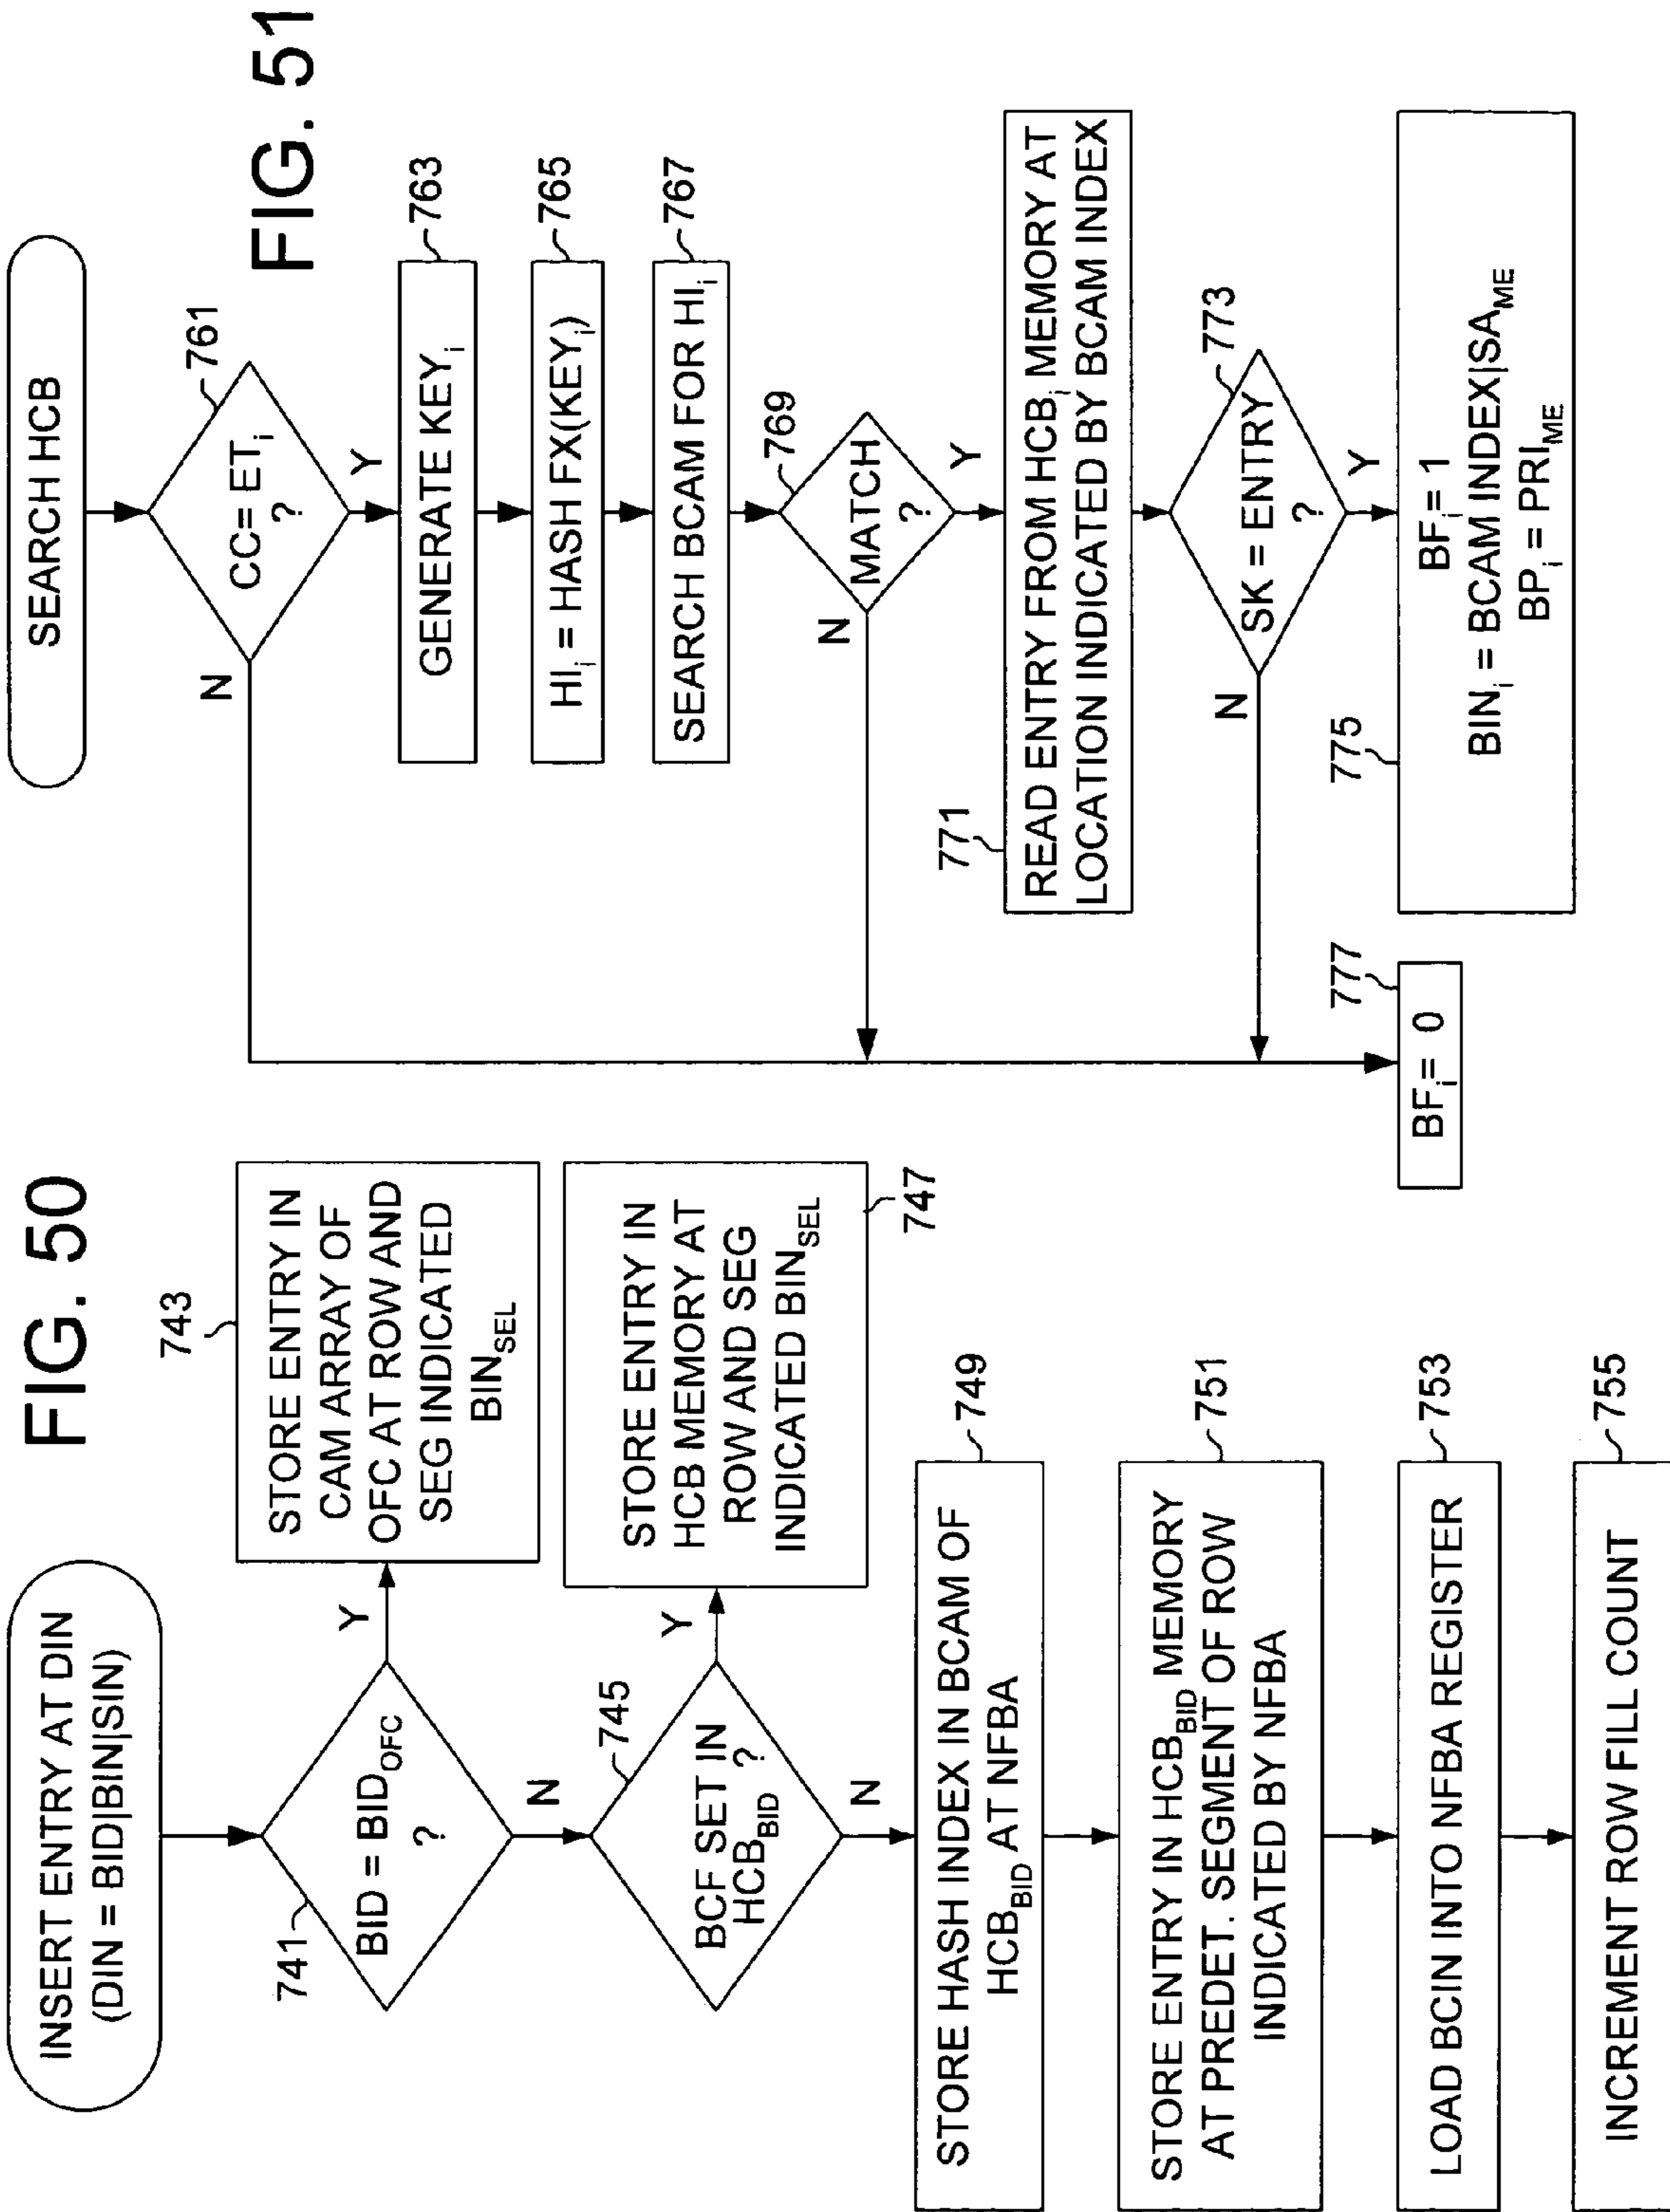 FIG. 50
INSERT ENTRY AT DIN
(DIN = BID|BIN|SIN)
741
BID = BID_OFC
?
Y
N
743
STORE ENTRY IN
CAM ARRAY OF
OFC AT ROW AND
SEG INDICATED
BIN_SEL
745
BCF SET IN
HCB_BID ?
Y
N
STORE ENTRY IN
HCB MEMORY AT
ROW AND SEG
INDICATED BIN_SEL
747
STORE HASH INDEX IN BCAM OF
HCB_BID AT NFBA
749
STORE ENTRY IN HCB_BID MEMORY
AT PREDET. SEGMENT OF ROW
INDICATED BY NFBA
751
LOAD BCIN INTO NFBA REGISTER
753
INCREMENT ROW FILL COUNT
755
FIG. 51
SEARCH HCB
761
CC= ET_i
?
N
Y
GENERATE KEY_i
763
HI_i = HASH FX(KEY_i)
765
SEARCH BCAM FOR HI_i
767
769
MATCH
?
N
Y
771
READ ENTRY FROM HCB_i MEMORY AT
LOCATION INDICATED BY BCAM INDEX
773
SK = ENTRY
?
N
Y
775
BF_i = 1
BIN_i = BCAM INDEX|SA_ME
BP_i = PRI_ME
777
BF_i = 0